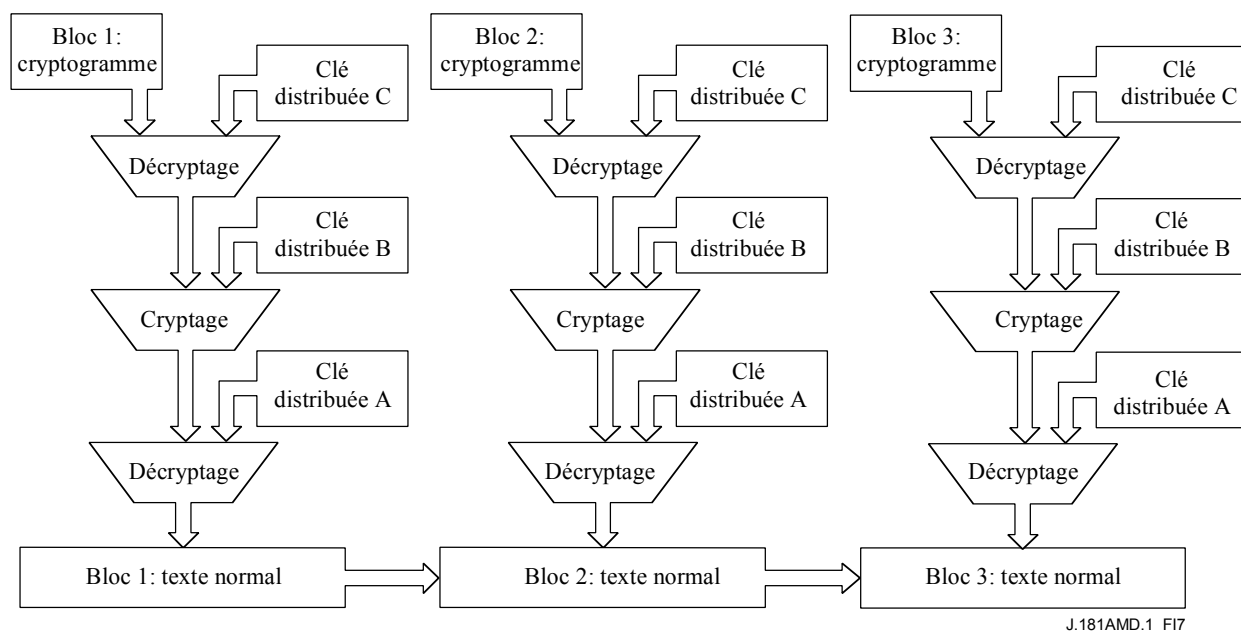 Bloc 1:
cryptogramme
Clé
distribuée C
Décryptage
Clé
distribuée B
Cryptage
Clé
distribuée A
Décryptage
Bloc 1: texte normal
Bloc 2:
cryptogramme
Clé
distribuée C
Décryptage
Clé
distribuée B
Cryptage
Clé
distribuée A
Décryptage
Bloc 2: texte normal
Bloc 3:
cryptogramme
Clé
distribuée C
Décryptage
Clé
distribuée B
Cryptage
Clé
distribuée A
Décryptage
Bloc 3: texte normal
J.181AMD.1_FI7